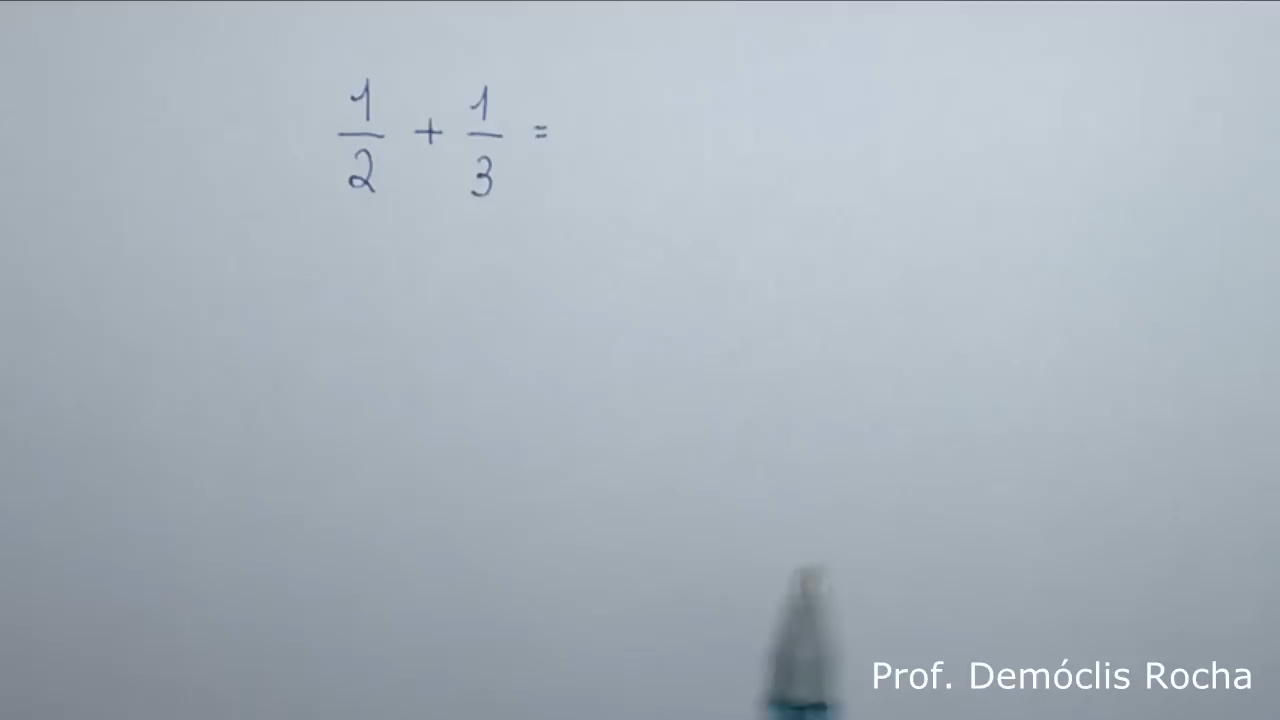 1/2 + 1/3 =
Prof. Demóclis Rocha